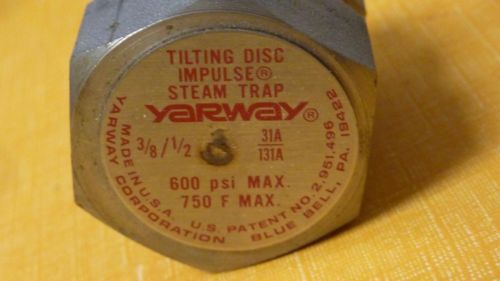 TILTING DISC
IMPULSE®
STEAM TRAP
YARWAY®
3/8 / 1/2
31A
131A
600 psi MAX.
750 F MAX.
MADE IN U.S.A. U.S. PATENT NO. 2,951,496
YARWAY CORPORATION BLUE BELL, PA. 19422